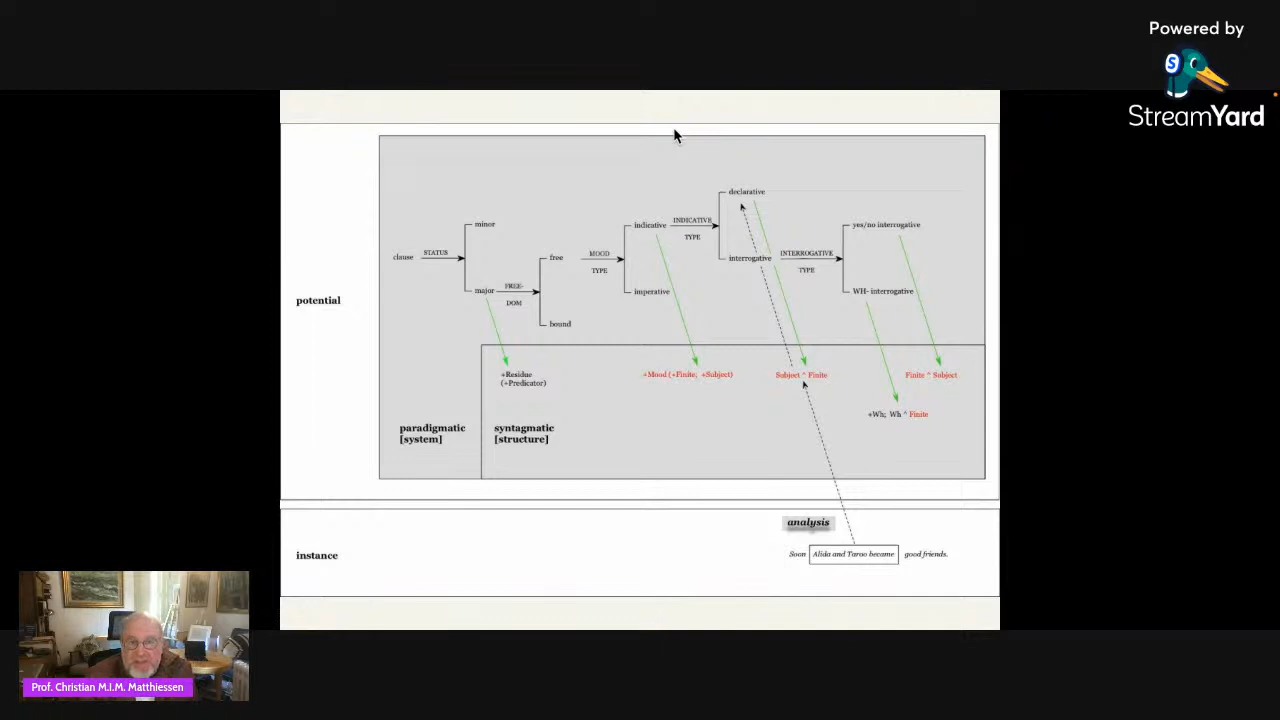 Powered by
S
StreamYard
declarative
minor
indicative
INDICATIVE
TYPE
yes/no interrogative
clause
STATUS
free
MOOD
TYPE
interrogative
INTERROGATIVE
TYPE
major
FREE-
DOM
imperative
WH- interrogative
potential
bound
+Residue
(+Predicator)
+Mood (+Finite; +Subject)
Subject ^ Finite
Finite ^ Subject
+Wh; Wh ^ Finite
paradigmatic
[system]
syntagmatic
[structure]
analysis
instance
Soon Alida and Taroo became good friends.
Prof. Christian M.I.M. Matthiessen